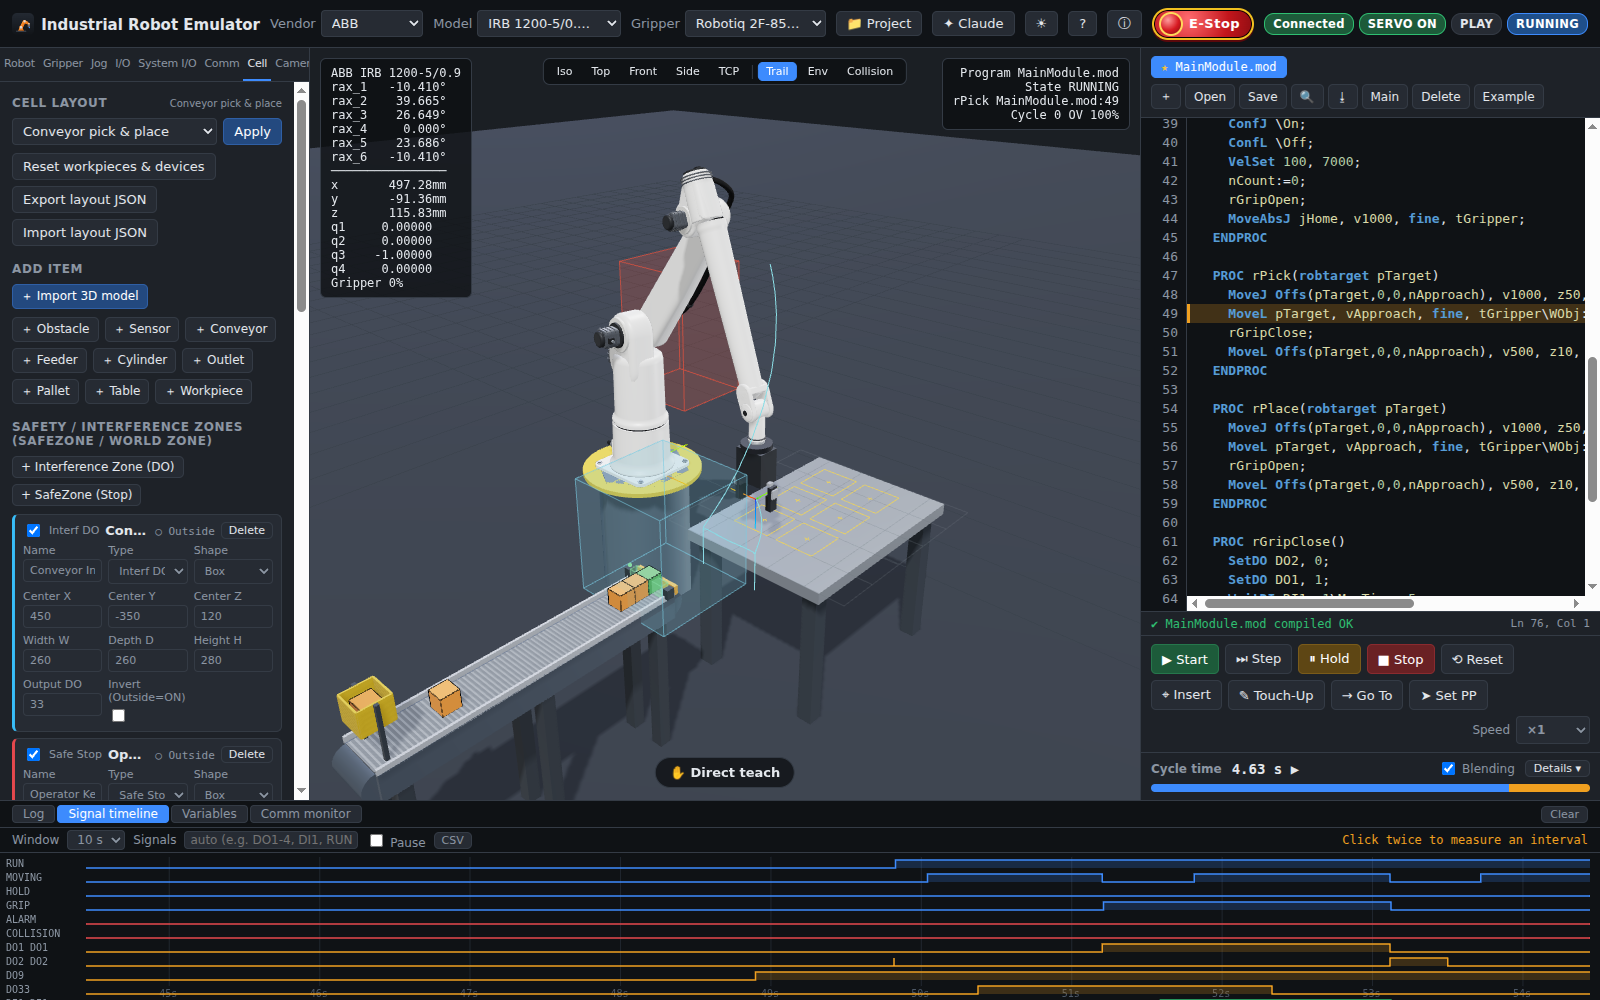 Industrial Robot Emulator Vendor ABB Model IRB 1200-5/0.... Gripper Robotiq 2F-85... 📁 Project ✦ Claude ☀ ? ⓘ E-Stop Connected SERVO ON PLAY RUNNING
Robot Gripper Jog I/O System I/O Comm Cell Camer
CELL LAYOUT Conveyor pick & place
Conveyor pick & place Apply
Reset workpieces & devices
Export layout JSON
Import layout JSON
ADD ITEM
+ Import 3D model
+ Obstacle + Sensor + Conveyor
+ Feeder + Cylinder + Outlet
+ Pallet + Table + Workpiece
SAFETY / INTERFERENCE ZONES
(SAFEZONE / WORLD ZONE)
+ Interference Zone (DO)
+ SafeZone (Stop)
Interf DO Con... ○ Outside Delete
Name Type Shape
Conveyor In Interf DO Box
Center X Center Y Center Z
450 -350 120
Width W Depth D Height H
260 260 280
Output DO Invert
(Outside=ON)
33
Safe Stop Op... ○ Outside Delete
Name Type Shape
Operator Ke Safe Sto Box
ABB IRB 1200-5/0.9
rax_1 -10.410°
rax_2 39.665°
rax_3 26.649°
rax_4 0.000°
rax_5 23.686°
rax_6 -10.410°
x 497.28mm
y -91.36mm
z 115.83mm
q1 0.00000
q2 0.00000
q3 -1.00000
q4 0.00000
Gripper 0%
Iso Top Front Side TCP Trail Env Collision
Program MainModule.mod
State RUNNING
rPick MainModule.mod:49
Cycle 0 OV 100%
✋ Direct teach
★ MainModule.mod
+ Open Save 🔍 ⭳ Main Delete Example
39 ConfJ \On;
40 ConfL \Off;
41 VelSet 100, 7000;
42 nCount:=0;
43 rGripOpen;
44 MoveAbsJ jHome, v1000, fine, tGripper;
45 ENDPROC
46
47 PROC rPick(robtarget pTarget)
48 MoveJ Offs(pTarget,0,0,nApproach), v1000, z50,
49 MoveL pTarget, vApproach, fine, tGripper\WObj:
50 rGripClose;
51 MoveL Offs(pTarget,0,0,nApproach), v500, z10,
52 ENDPROC
53
54 PROC rPlace(robtarget pTarget)
55 MoveJ Offs(pTarget,0,0,nApproach), v1000, z50,
56 MoveL pTarget, vApproach, fine, tGripper\WObj:
57 rGripOpen;
58 MoveL Offs(pTarget,0,0,nApproach), v500, z10,
59 ENDPROC
60
61 PROC rGripClose()
62 SetDO DO2, 0;
63 SetDO DO1, 1;
64
✔ MainModule.mod compiled OK Ln 76, Col 1
▶ Start ⏭ Step ⏸ Hold ■ Stop ⟲ Reset
⌖ Insert ✎ Touch-Up → Go To ➤ Set PP
Speed ×1
Cycle time 4.63 s ▶ Blending Details ▾
Log Signal timeline Variables Comm monitor Clear
Window 10 s Signals auto (e.g. DO1-4, DI1, RUN Pause CSV Click twice to measure an interval
RUN
MOVING
HOLD
GRIP
ALARM
COLLISION
DO1 DO1
DO2 DO2
DO9
DO33
45s 46s 47s 48s 49s 50s 51s 52s 53s 54s